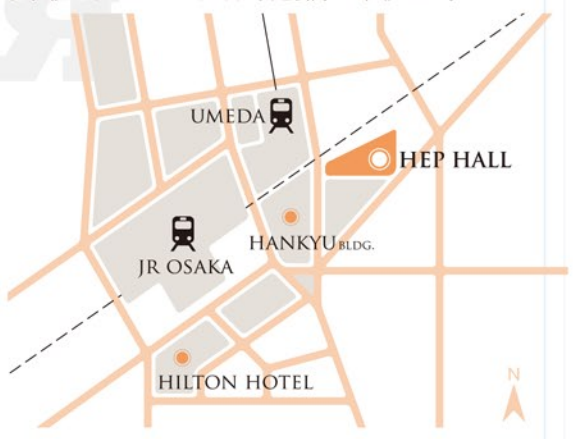 UMEDA
HEP HALL
HANKYU BLDG.
JR OSAKA
HILTON HOTEL
N